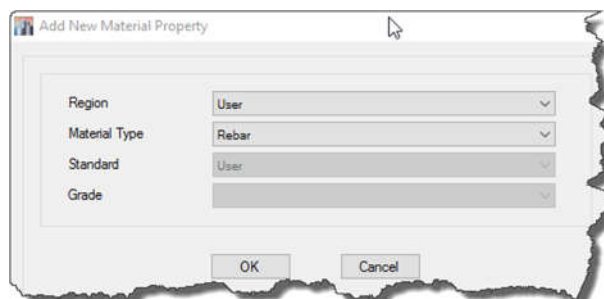 Add New Material Property
Region User
Material Type Rebar
Standard User
Grade
OK Cancel